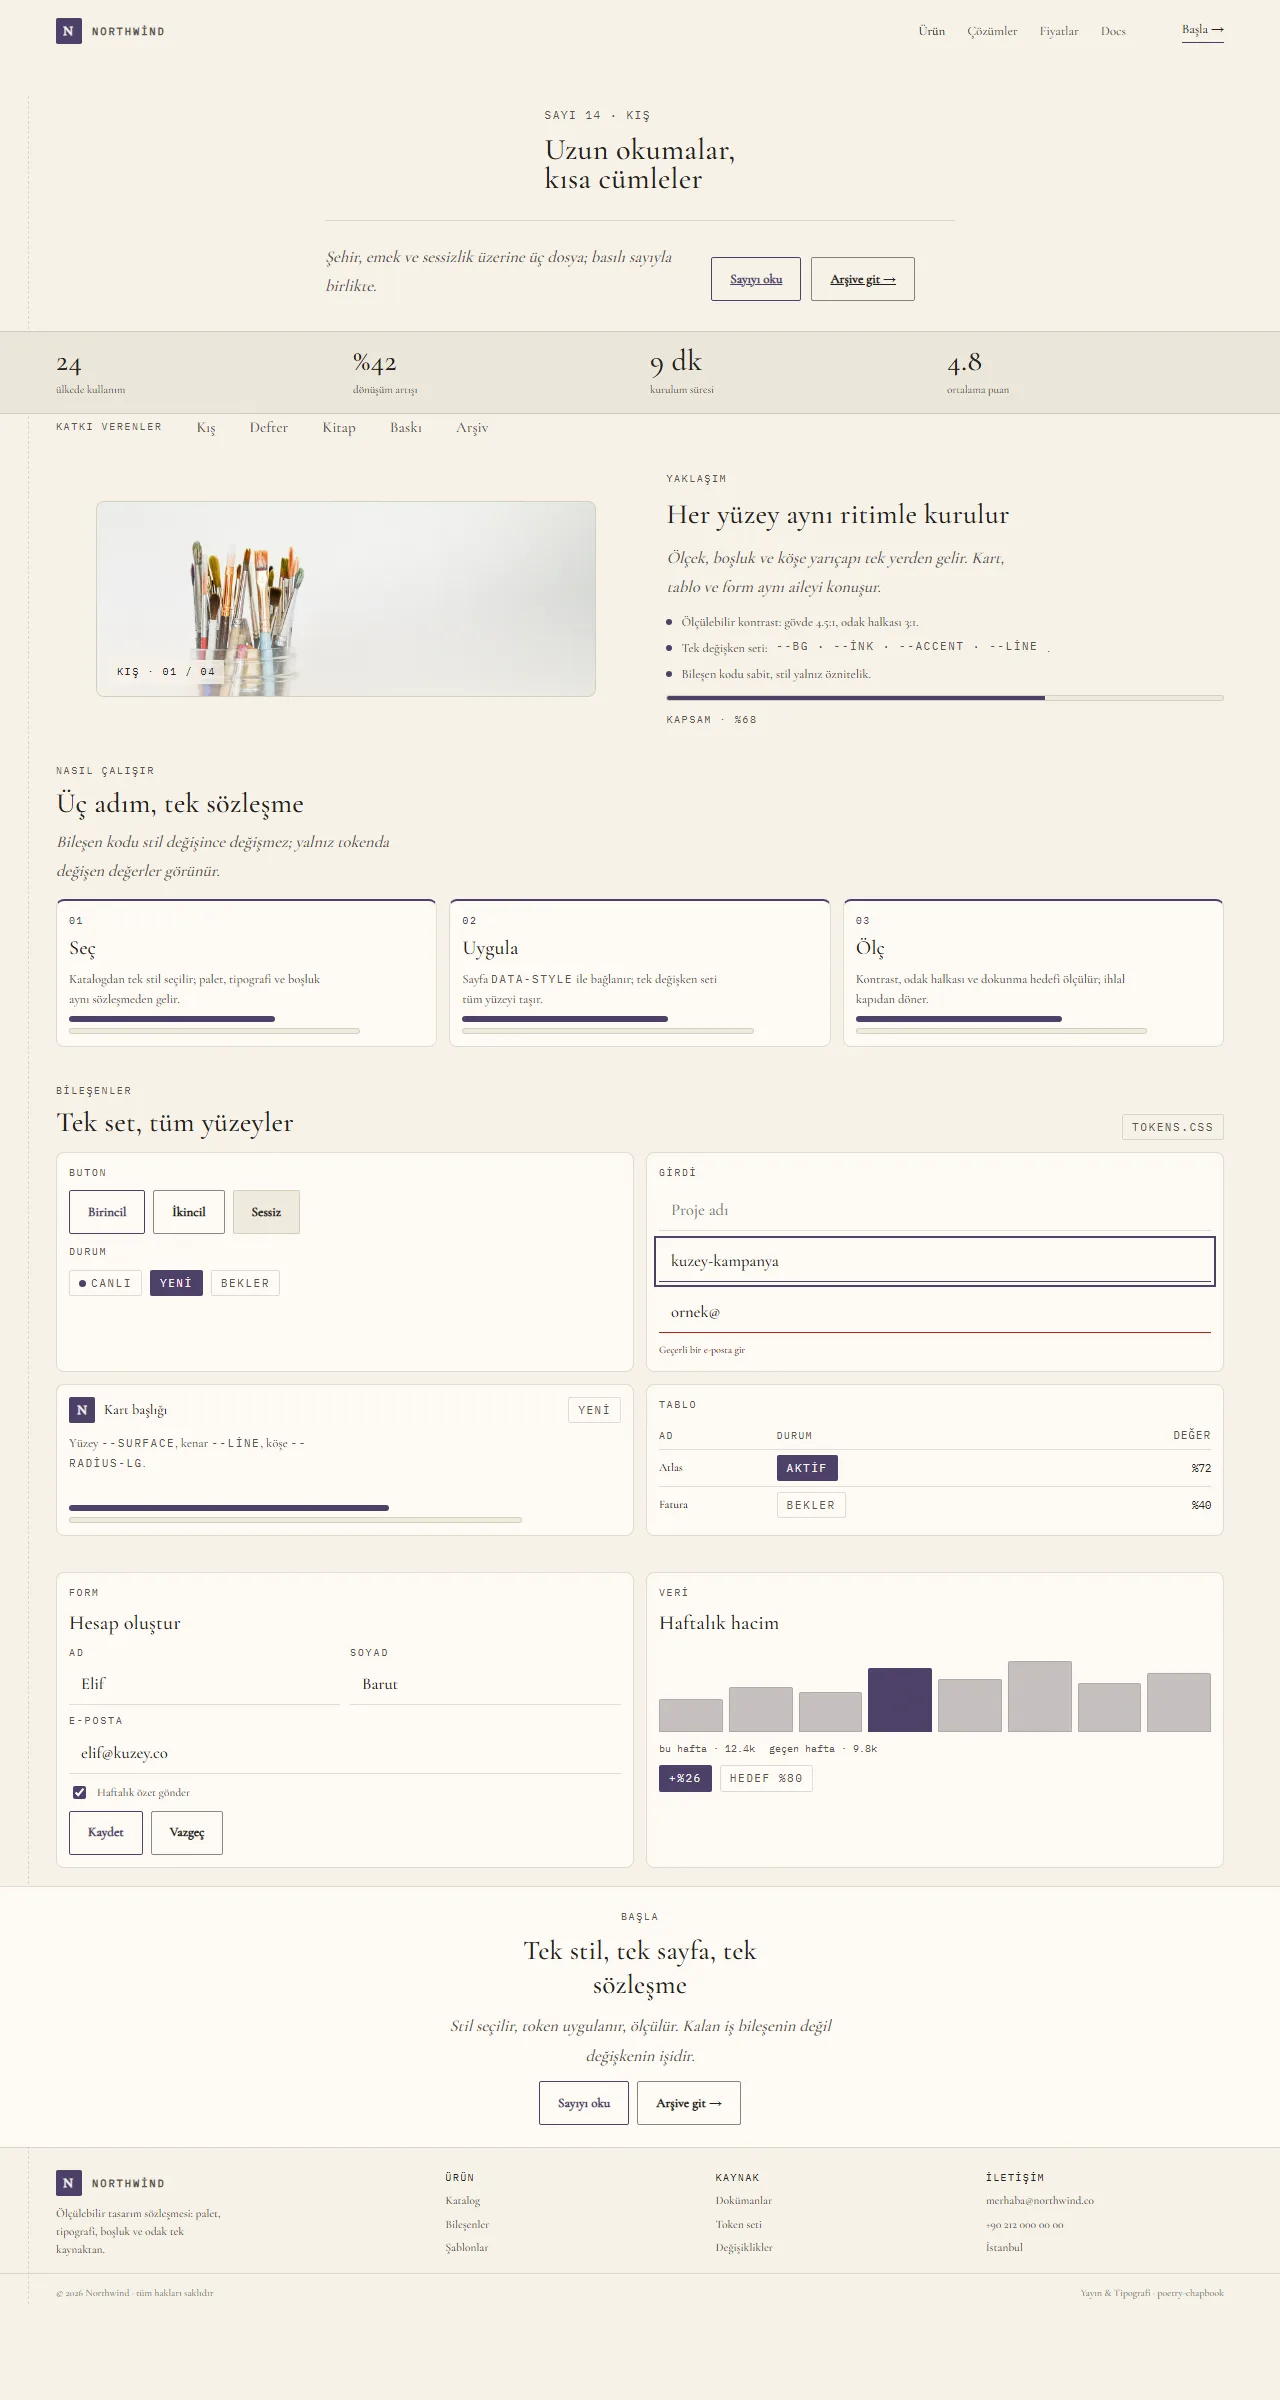 N NORTHWİND
Ürün Çözümler Fiyatlar Docs Başla →
SAYI 14 · KIŞ
Uzun okumalar,
kısa cümleler
Şehir, emek ve sessizlik üzerine üç dosya; basılı sayıyla
birlikte.
Sayıyı oku Arşive git →
24 %42 9 dk 4.8
ülkede kullanım dönüşüm artışı kurulum süresi ortalama puan
KATKI VERENLER Kış Defter Kitap Baskı Arşiv
KIŞ · 01 / 04
YAKLAŞIM
Her yüzey aynı ritimle kurulur
Ölçek, boşluk ve köşe yarıçapı tek yerden gelir. Kart,
tablo ve form aynı aileyi konuşur.
Ölçülebilir kontrast: gövde 4.5:1, odak halkası 3:1.
Tek değişken seti: --BG · --İNK · --ACCENT · --LİNE .
Bileşen kodu sabit, stil yalnız öznitelik.
KAPSAM · %68
NASIL ÇALIŞIR
Üç adım, tek sözleşme
Bileşen kodu stil değişince değişmez; yalnız tokenda
değişen değerler görünür.
01
Seç
Katalogdan tek stil seçilir; palet, tipografi ve boşluk
aynı sözleşmeden gelir.
02
Uygula
Sayfa DATA-STYLE ile bağlanır; tek değişken seti
tüm yüzeyi taşır.
03
Ölç
Kontrast, odak halkası ve dokunma hedefi ölçülür; ihlal
kapıdan döner.
BİLEŞENLER
Tek set, tüm yüzeyler
TOKENS.CSS
BUTON
Birincil İkincil Sessiz
DURUM
CANLI YENİ BEKLER
GİRDİ
Proje adı
kuzey-kampanya
ornek@
Geçerli bir e-posta gir
N Kart başlığı YENİ
Yüzey --SURFACE, kenar --LİNE, köşe --
RADİUS-LG.
TABLO
AD DURUM DEĞER
Atlas AKTİF %72
Fatura BEKLER %40
FORM
Hesap oluştur
AD SOYAD
Elif Barut
E-POSTA
elif@kuzey.co
Haftalık özet gönder
Kaydet Vazgeç
VERİ
Haftalık hacim
bu hafta · 12.4k geçen hafta · 9.8k
+%26 HEDEF %80
BAŞLA
Tek stil, tek sayfa, tek
sözleşme
Stil seçilir, token uygulanır, ölçülür. Kalan iş bileşenin değil
değişkenin işidir.
Sayıyı oku Arşive git →
N NORTHWİND
Ölçülebilir tasarım sözleşmesi: palet,
tipografi, boşluk ve odak tek
kaynaktan.
ÜRÜN
Katalog
Bileşenler
Şablonlar
KAYNAK
Dokümanlar
Token seti
Değişiklikler
İLETİŞİM
merhaba@northwind.co
+90 212 000 00 00
İstanbul
© 2026 Northwind · tüm hakları saklıdır
Yayın & Tipografi · poetry-chapbook